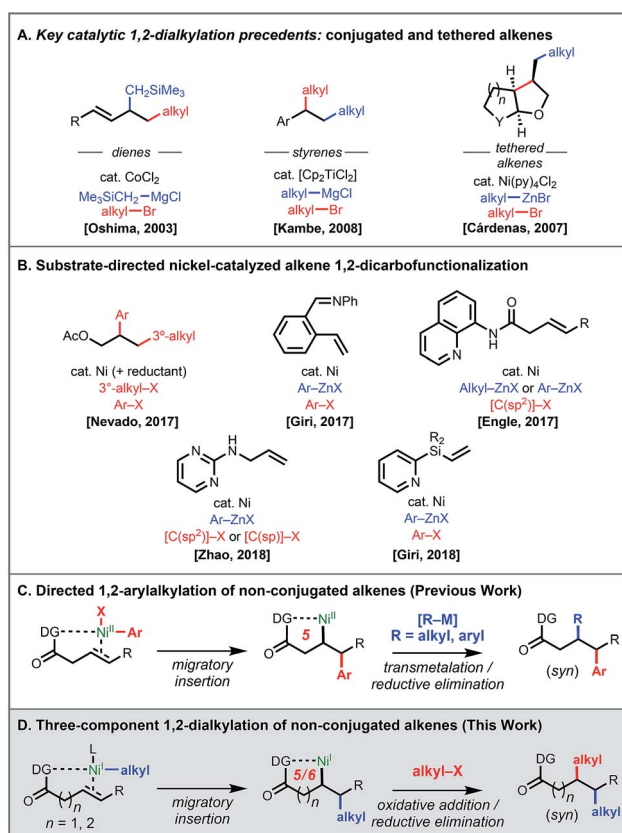 A. Key catalytic 1,2-dialkylation precedents: conjugated and tethered alkenes
CH₂SiMe₃
R
alkyl
dienes
cat. CoCl₂
Me₃SiCH₂–MgCl
alkyl–Br
[Oshima, 2003]
alkyl
Ar
alkyl
styrenes
cat. [Cp₂TiCl₂]
alkyl–MgCl
alkyl–Br
[Kambe, 2008]
alkyl
H
( )n
Y
O
H
tethered
alkenes
cat. Ni(py)₄Cl₂
alkyl–ZnBr
alkyl–Br
[Cárdenas, 2007]
B. Substrate-directed nickel-catalyzed alkene 1,2-dicarbofunctionalization
Ar
AcO
3º-alkyl
cat. Ni (+ reductant)
3°-alkyl–X
Ar–X
[Nevado, 2017]
NPh
cat. Ni
Ar–ZnX
Ar–X
[Giri, 2017]
O
N
NH
R
cat. Ni
Alkyl–ZnX or Ar–ZnX
[C(sp²)]–X
[Engle, 2017]
H
N
N
N
cat. Ni
Ar–ZnX
[C(sp²)]–X or [C(sp)]–X
[Zhao, 2018]
R₂
Si
N
cat. Ni
Ar–ZnX
Ar–X
[Giri, 2018]
C. Directed 1,2-arylalkylation of non-conjugated alkenes (Previous Work)
X
DG
Niᴵᴵ
Ar
O
R
migratory
insertion
DG
Niᴵᴵ
5
O
R
Ar
[R–M]
R = alkyl, aryl
transmetalation /
reductive elimination
DG
R
O
R
Ar
(syn)
D. Three-component 1,2-dialkylation of non-conjugated alkenes (This Work)
L
DG
Niᴵ
alkyl
O
( )n
R
n = 1, 2
migratory
insertion
DG
Niᴵ
5/6
O
( )n
R
alkyl
alkyl–X
oxidative addition /
reductive elimination
DG
alkyl
O
( )n
R
(syn)
alkyl